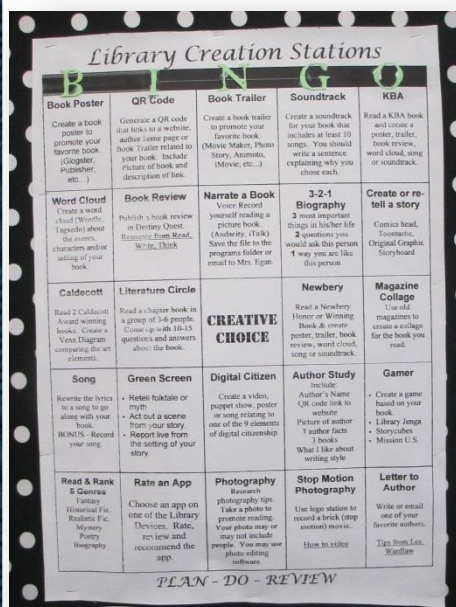 Library Creation Stations
B I N G O
Book Poster
Create a book
poster to
promote your
favorite book.
(Glogster,
Publisher,
etc...)
QR Code
Generate a QR code
that links to a website,
author home page or
Book Trailer related to
your book. Include
Picture of book and
description of link.
Book Trailer
Create a book trailer
to promote your
favorite book.
(Movie Maker, Photo
Story, Animoto,
iMovie, etc...)
Soundtrack
Create a soundtrack
for your book that
includes at least 10
songs. You should
write a sentence
explaining why you
chose each.
KBA
Read a KBA book
and create a
poster, trailer,
book review,
word cloud, song
or soundtrack.
Word Cloud
Create a word
cloud (Wordle,
Tagxedo) about
the events,
characters and/or
setting of your
book.
Book Review
Publish a book review
in Destiny Quest.
Resource from Read,
Write, Think
Narrate a Book
Voice Record
yourself reading a
picture book.
(Audacity, iTalk)
Save the file to the
programs folder or
email to Mrs. Egan.
3-2-1
Biography
3 most important
things in his/her life
2 questions you
would ask this person
1 way you are like
this person
Create or re-
tell a story
Comics head,
Toontastic,
Original Graphic
Storyboard
Caldecott
Read 2 Caldecott
Award winning
books. Create a
Venn Diagram
comparing the art
elements.
Literature Circle
Read a chapter book in
a group of 3-6 people.
Come up with 10-15
questions and answers
about the book.
CREATIVE
CHOICE
Newbery
Read a Newbery
Honor or Winning
Book & create
poster, trailer, book
review, word cloud,
song or soundtrack.
Magazine
Collage
Use old
magazines to
create a collage
for the book you
read.
Song
Rewrite the lyrics
to a song to go
along with your
book.
BONUS - Record
your song.
Green Screen
• Retell folktale or
myth
• Act out a scene
from your story.
• Report live from
the setting of your
story.
Digital Citizen
Create a video,
puppet show, poster
or song relating to
one of the 9 elements
of digital citizenship.
Author Study
Include:
Author's Name
QR code link to
website
Picture of author
3 author facts
3 books
What I like about
writing style
Gamer
• Create a game
based on your
book.
• Library Jenga
• Storycubes
• Mission U.S.
Read & Rank
5 Genres
Fantasy
Historical Fic.
Realistic Fic.
Mystery
Poetry
Biography
Rate an App
Choose an app on
one of the Library
Devices. Rate,
review and
recommend the
app.
Photography
Research
photography tips.
Take a photo to
promote reading.
Your photo may or
may not include
people. You may use
photo editing
software.
Stop Motion
Photography
Use lego station to
record a brick (stop
motion) movie.
How to video
Letter to
Author
Write or email
one of your
favorite authors.
Tips from Lee
Wardlaw
PLAN - DO - REVIEW